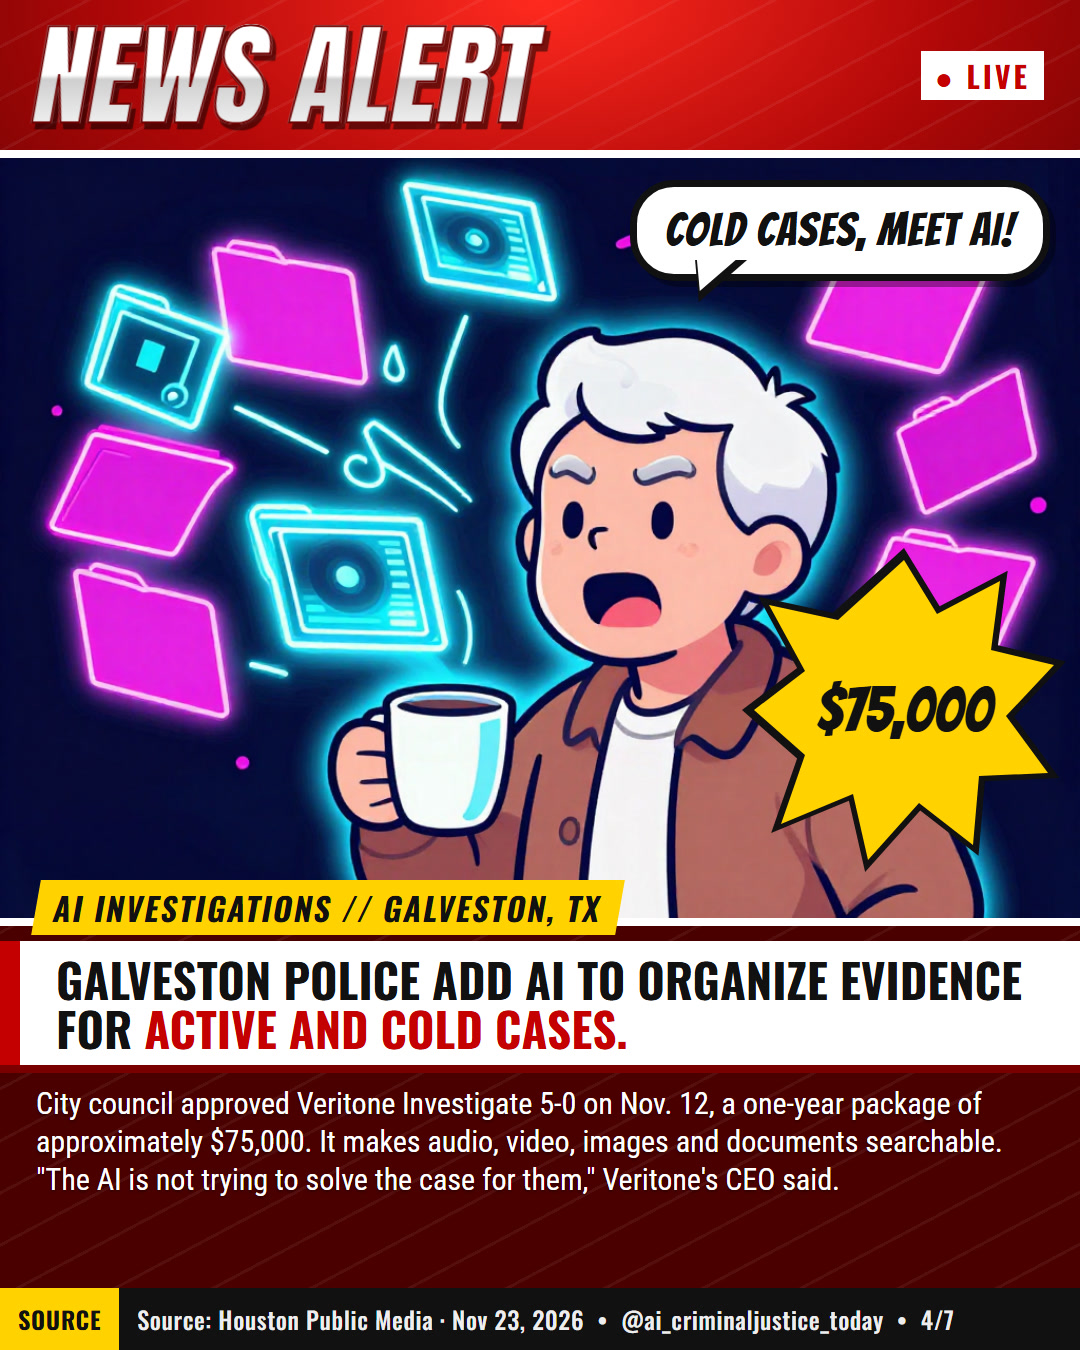 NEWS ALERT
● LIVE
COLD CASES, MEET AI!
$75,000
AI INVESTIGATIONS // GALVESTON, TX
GALVESTON POLICE ADD AI TO ORGANIZE EVIDENCE
FOR ACTIVE AND COLD CASES.
City council approved Veritone Investigate 5-0 on Nov. 12, a one-year package of
approximately $75,000. It makes audio, video, images and documents searchable.
"The AI is not trying to solve the case for them," Veritone's CEO said.
SOURCE
Source: Houston Public Media · Nov 23, 2026 • @ai_criminaljustice_today • 4/7